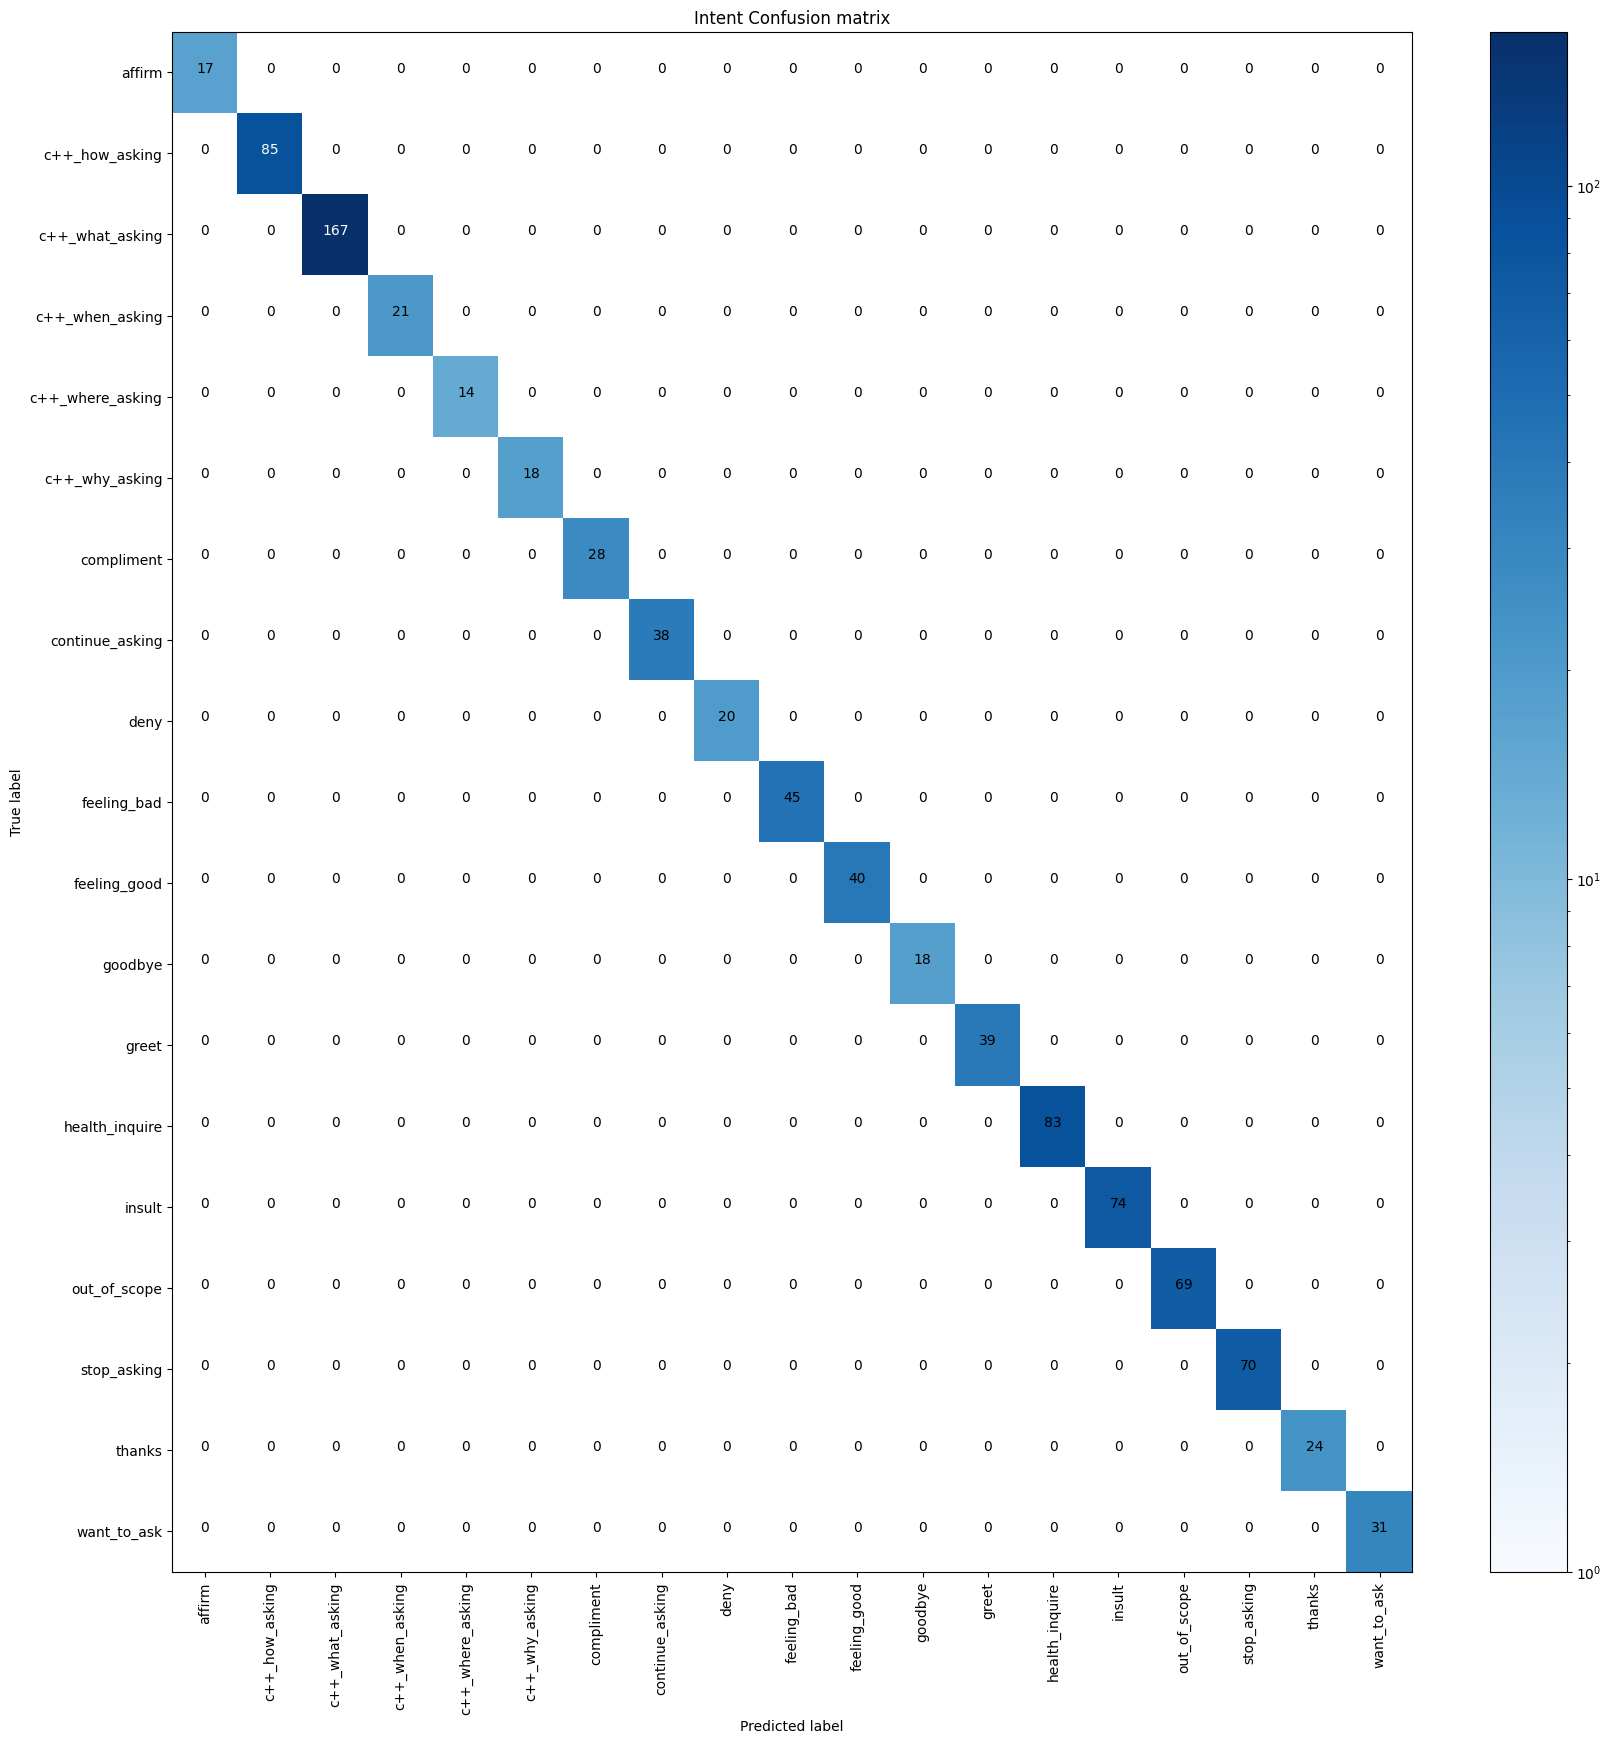 Intent Confusion matrix
affirm 17 0 0 0 0 0 0 0 0 0 0 0 0 0 0 0 0 0 0
c++_how_asking 0 85 0 0 0 0 0 0 0 0 0 0 0 0 0 0 0 0 0
c++_what_asking 0 0 167 0 0 0 0 0 0 0 0 0 0 0 0 0 0 0 0
c++_when_asking 0 0 0 21 0 0 0 0 0 0 0 0 0 0 0 0 0 0 0
c++_where_asking 0 0 0 0 14 0 0 0 0 0 0 0 0 0 0 0 0 0 0
c++_why_asking 0 0 0 0 0 18 0 0 0 0 0 0 0 0 0 0 0 0 0
compliment 0 0 0 0 0 0 28 0 0 0 0 0 0 0 0 0 0 0 0
continue_asking 0 0 0 0 0 0 0 38 0 0 0 0 0 0 0 0 0 0 0
deny 0 0 0 0 0 0 0 0 20 0 0 0 0 0 0 0 0 0 0
feeling_bad 0 0 0 0 0 0 0 0 0 45 0 0 0 0 0 0 0 0 0
feeling_good 0 0 0 0 0 0 0 0 0 0 40 0 0 0 0 0 0 0 0
goodbye 0 0 0 0 0 0 0 0 0 0 0 18 0 0 0 0 0 0 0
greet 0 0 0 0 0 0 0 0 0 0 0 0 39 0 0 0 0 0 0
health_inquire 0 0 0 0 0 0 0 0 0 0 0 0 0 83 0 0 0 0 0
insult 0 0 0 0 0 0 0 0 0 0 0 0 0 0 74 0 0 0 0
out_of_scope 0 0 0 0 0 0 0 0 0 0 0 0 0 0 0 69 0 0 0
stop_asking 0 0 0 0 0 0 0 0 0 0 0 0 0 0 0 0 70 0 0
thanks 0 0 0 0 0 0 0 0 0 0 0 0 0 0 0 0 0 24 0
want_to_ask 0 0 0 0 0 0 0 0 0 0 0 0 0 0 0 0 0 0 31
True label
affirm
c++_how_asking
c++_what_asking
c++_when_asking
c++_where_asking
c++_why_asking
compliment
continue_asking
deny
feeling_bad
feeling_good
goodbye
greet
health_inquire
insult
out_of_scope
stop_asking
thanks
want_to_ask
Predicted label
10²
10¹
10⁰